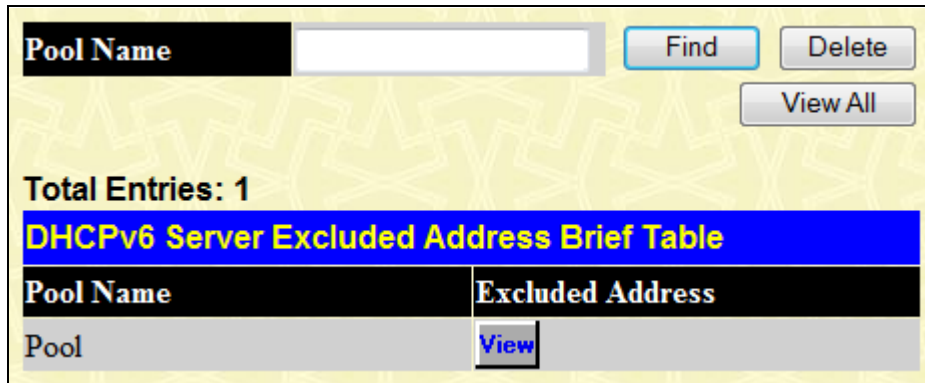 Pool Name Find Delete
View All
Total Entries: 1
DHCPv6 Server Excluded Address Brief Table
Pool Name Excluded Address
Pool View